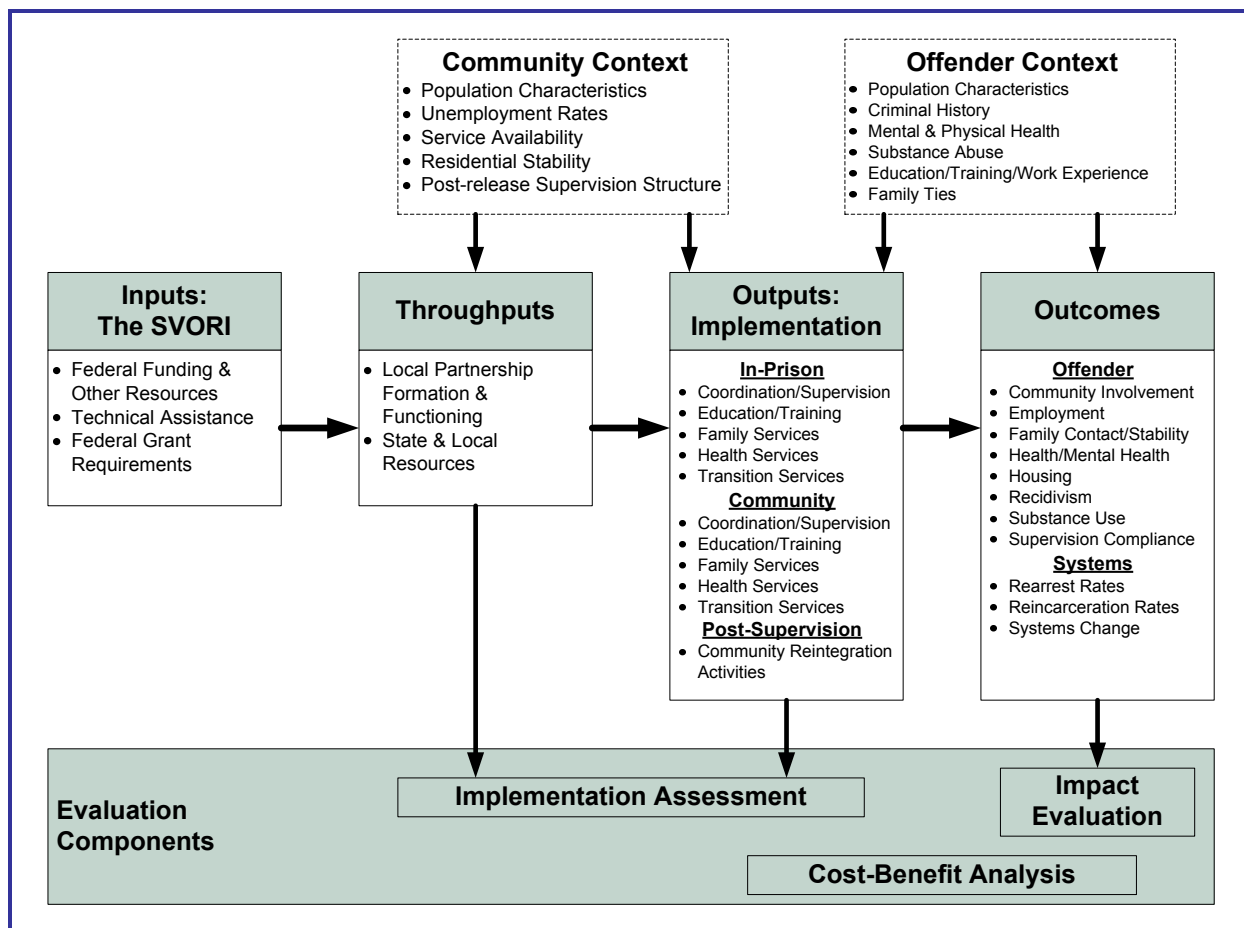 Community Context
• Population Characteristics
• Unemployment Rates
• Service Availability
• Residential Stability
• Post-release Supervision Structure
Offender Context
• Population Characteristics
• Criminal History
• Mental & Physical Health
• Substance Abuse
• Education/Training/Work Experience
• Family Ties
Inputs:
The SVORI
• Federal Funding &
Other Resources
• Technical Assistance
• Federal Grant
Requirements
Throughputs
• Local Partnership
Formation &
Functioning
• State & Local
Resources
Outputs:
Implementation
In-Prison
• Coordination/Supervision
• Education/Training
• Family Services
• Health Services
• Transition Services
Community
• Coordination/Supervision
• Education/Training
• Family Services
• Health Services
• Transition Services
Post-Supervision
• Community Reintegration
Activities
Outcomes
Offender
• Community Involvement
• Employment
• Family Contact/Stability
• Health/Mental Health
• Housing
• Recidivism
• Substance Use
• Supervision Compliance
Systems
• Rearrest Rates
• Reincarceration Rates
• Systems Change
Evaluation
Components
Implementation Assessment
Impact
Evaluation
Cost-Benefit Analysis